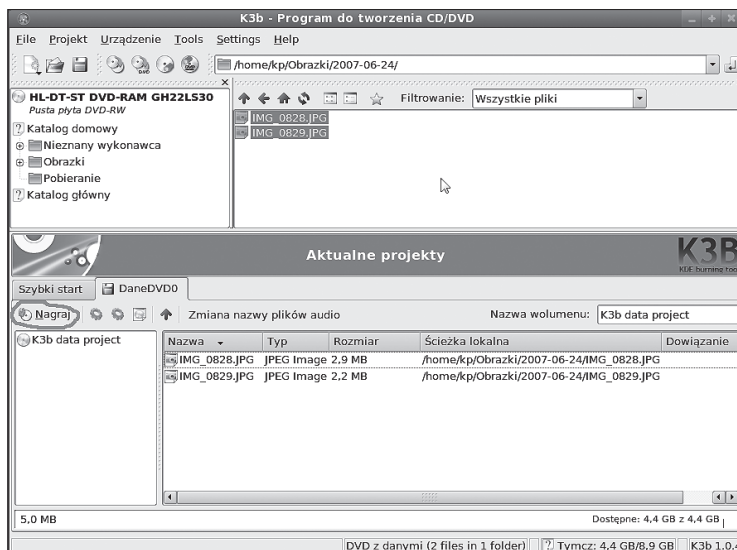 K3b - Program do tworzenia CD/DVD
File Projekt Urządzenie Tools Settings Help
/home/kp/Obrazki/2007-06-24/
HL-DT-ST DVD-RAM GH22LS30
Pusta płyta DVD-RW
Filtrowanie: Wszystkie pliki
Katalog domowy
Nieznany wykonawca
Obrazki
Pobieranie
Katalog główny
IMG_0828.JPG
IMG_0829.JPG
Aktualne projekty
K3B
KDE burning too
Szybki start DaneDVD0
Nagraj Zmiana nazwy plików audio Nazwa wolumenu: K3b data project
K3b data project
Nazwa Typ Rozmiar Ścieżka lokalna Dowiązanie
IMG_0828.JPG JPEG Image 2,9 MB /home/kp/Obrazki/2007-06-24/IMG_0828.JPG
IMG_0829.JPG JPEG Image 2,2 MB /home/kp/Obrazki/2007-06-24/IMG_0829.JPG
5,0 MB Dostępne: 4,4 GB z 4,4 GB
DVD z danymi (2 files in 1 folder) Tymcz: 4,4 GB/8,9 GB K3b 1.0.4